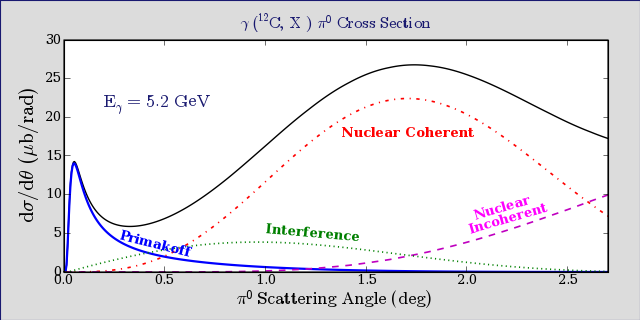 γ (¹²C, X ) π⁰ Cross Section
dσ/dθ (μb/rad)
30
25
20
15
10
5
0
E_γ = 5.2 GeV
Nuclear Coherent
Nuclear
Incoherent
Interference
Primakoff
0.0 0.5 1.0 1.5 2.0 2.5
π⁰ Scattering Angle (deg)